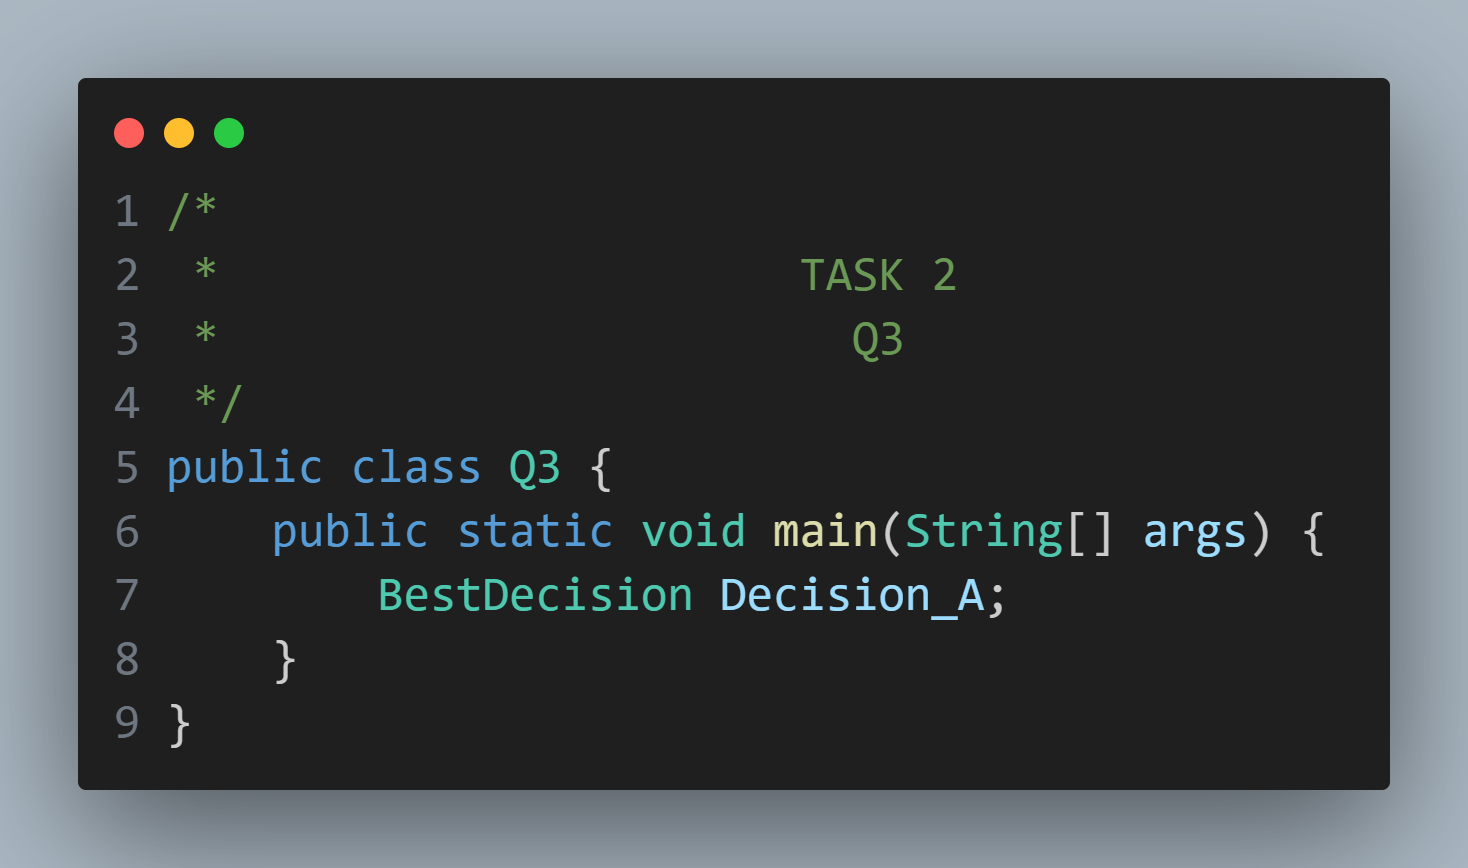 1 /*
2  *                       TASK 2
3  *                         Q3
4  */
5 public class Q3 {
6     public static void main(String[] args) {
7         BestDecision Decision_A;
8     }
9 }